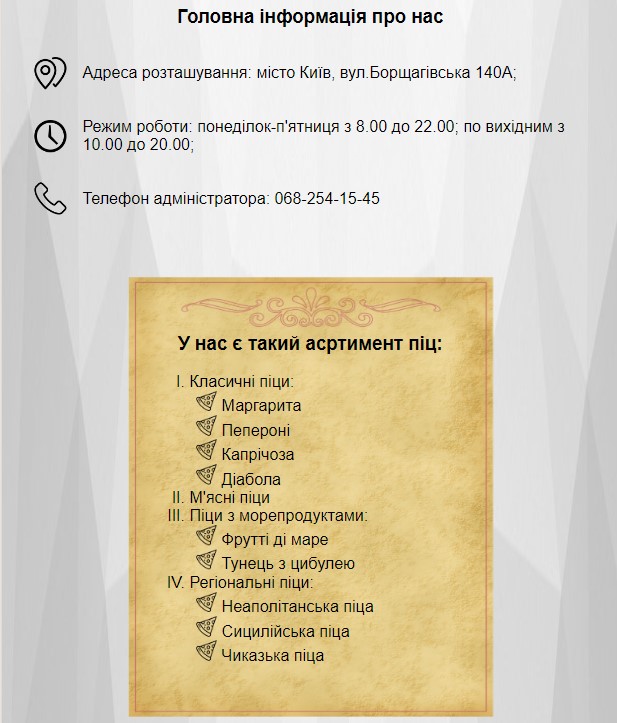 Головна інформація про нас
Адреса розташування: місто Київ, вул.Борщагівська 140А;
Режим роботи: понеділок-п'ятниця з 8.00 до 22.00; по вихідним з
10.00 до 20.00;
Телефон адміністратора: 068-254-15-45
У нас є такий асртимент піц:
I. Класичні піци:
Маргарита
Пепероні
Капрічоза
Діабола
II. М'ясні піци
III. Піци з морепродуктами:
Фрутті ді маре
Тунець з цибулею
IV. Регіональні піци:
Неаполітанська піца
Сицилійська піца
Чиказька піца